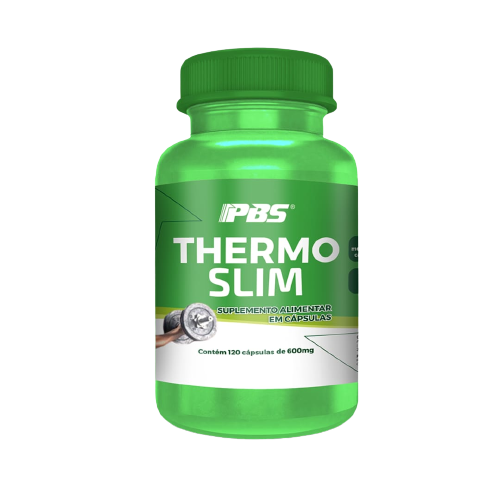 PBS®
THERMO
SLIM
SUPLEMENTO ALIMENTAR
EM CÁPSULAS
Contém 120 cápsulas de 600mg